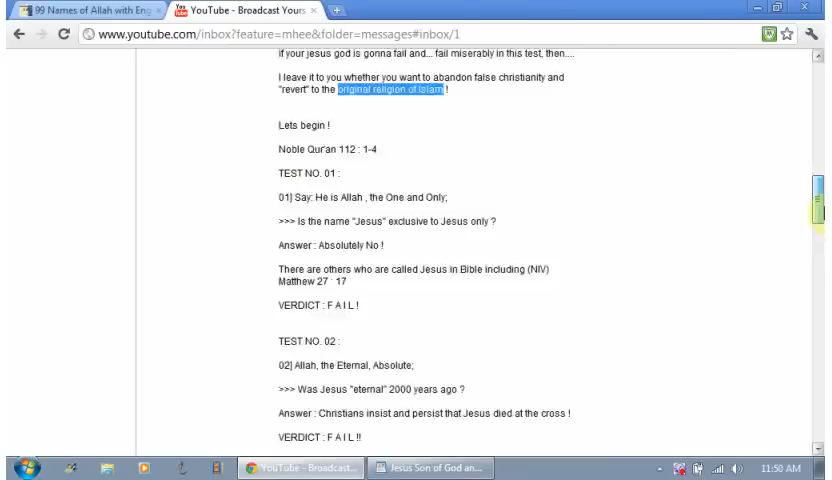 99 Names of Allah with Eng
YouTube - Broadcast Yours
www.youtube.com/inbox?feature=mhee&folder=messages#inbox/1
If your jesus god is gonna fail and... fail miserably in this test, then....
I leave it to you whether you want to abandon false christianity and
"revert" to the original religion of Islam !
Lets begin !
Noble Qur'an 112 : 1-4
TEST NO. 01 :
01] Say: He is Allah , the One and Only;
>>> Is the name "Jesus" exclusive to Jesus only ?
Answer : Absolutely No !
There are others who are called Jesus in Bible including (NIV)
Matthew 27 : 17
VERDICT : F A I L !
TEST NO. 02 :
02] Allah, the Eternal, Absolute;
>>> Was Jesus "eternal" 2000 years ago ?
Answer : Christians insist and persist that Jesus died at the cross !
VERDICT : F A I L !!
YouTube - Broadcast...
Jesus Son of God an...
11:50 AM